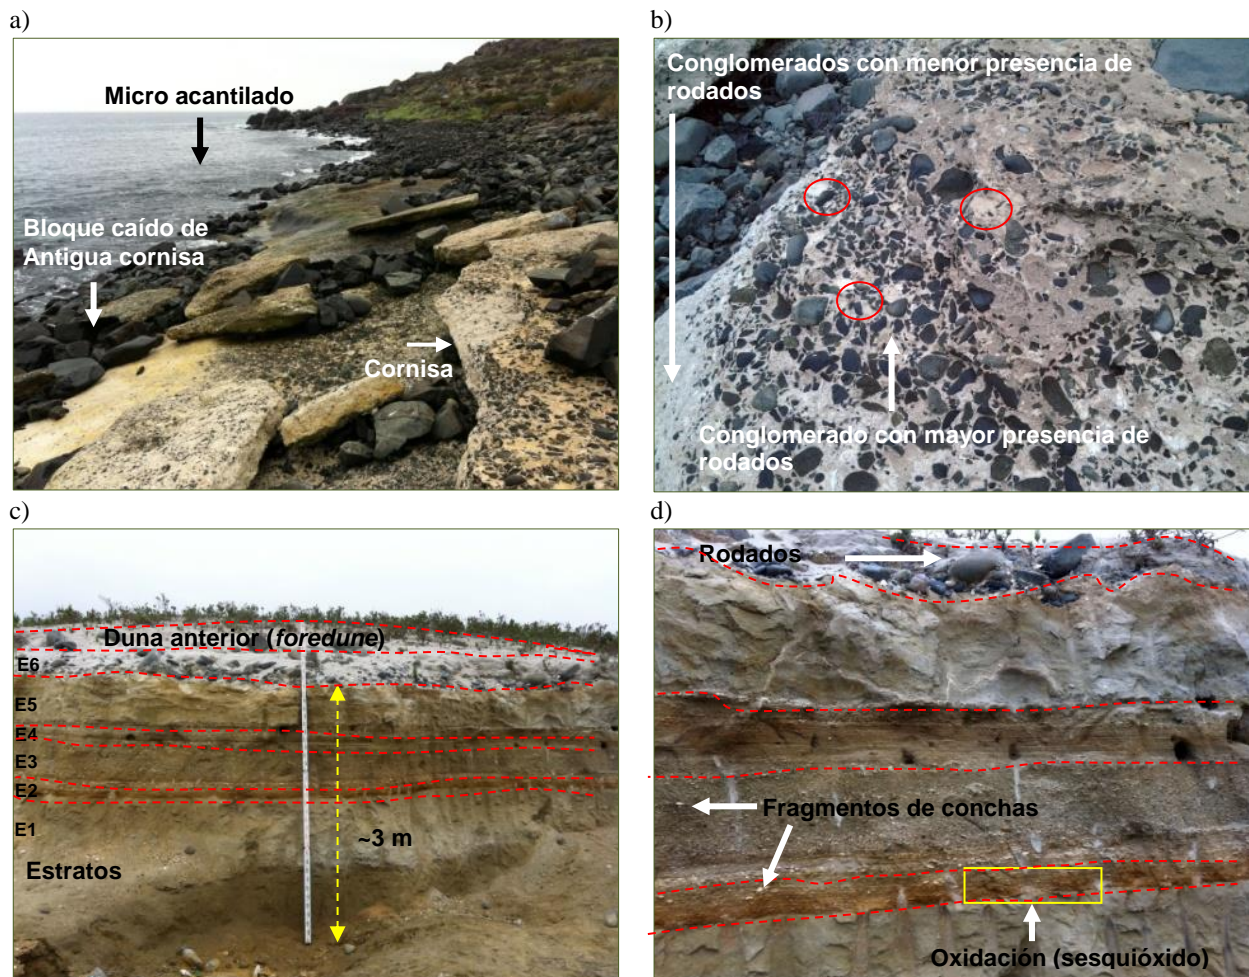 a)
Micro acantilado
Bloque caído de
Antigua cornisa
Cornisa
b)
Conglomerados con menor presencia de
rodados
Conglomerado con mayor presencia de
rodados
c)
Duna anterior (foredune)
E6
E5
E4
E3
E2
E1
~3 m
Estratos
d)
Rodados
Fragmentos de conchas
Oxidación (sesquióxido)